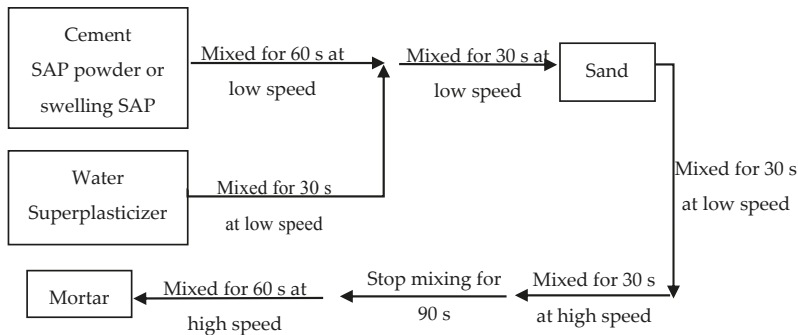 Cement
SAP powder or
swelling SAP
Mixed for 60 s at
low speed
Mixed for 30 s at
low speed
Sand
Water
Superplasticizer
Mixed for 30 s
at low speed
Mixed for 30 s
at low speed
Mortar
Mixed for 60 s at
high speed
Stop mixing for
90 s
Mixed for 30 s
at high speed